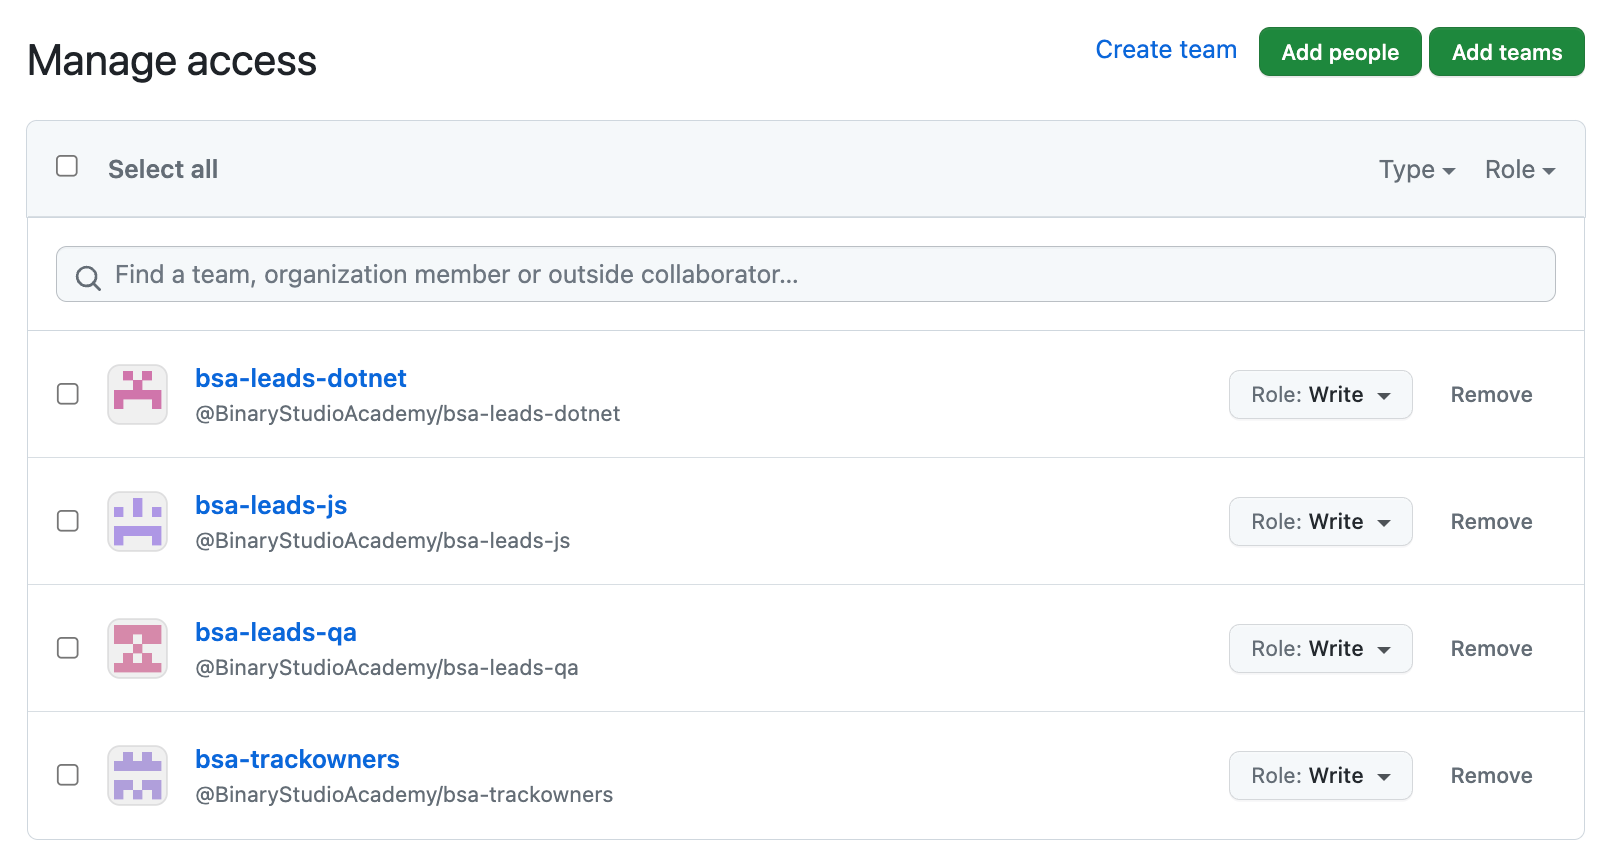 Manage access
Create team
Add people
Add teams
Select all
Type
Role
Find a team, organization member or outside collaborator...
bsa-leads-dotnet
@BinaryStudioAcademy/bsa-leads-dotnet
Role: Write
Remove
bsa-leads-js
@BinaryStudioAcademy/bsa-leads-js
Role: Write
Remove
bsa-leads-qa
@BinaryStudioAcademy/bsa-leads-qa
Role: Write
Remove
bsa-trackowners
@BinaryStudioAcademy/bsa-trackowners
Role: Write
Remove